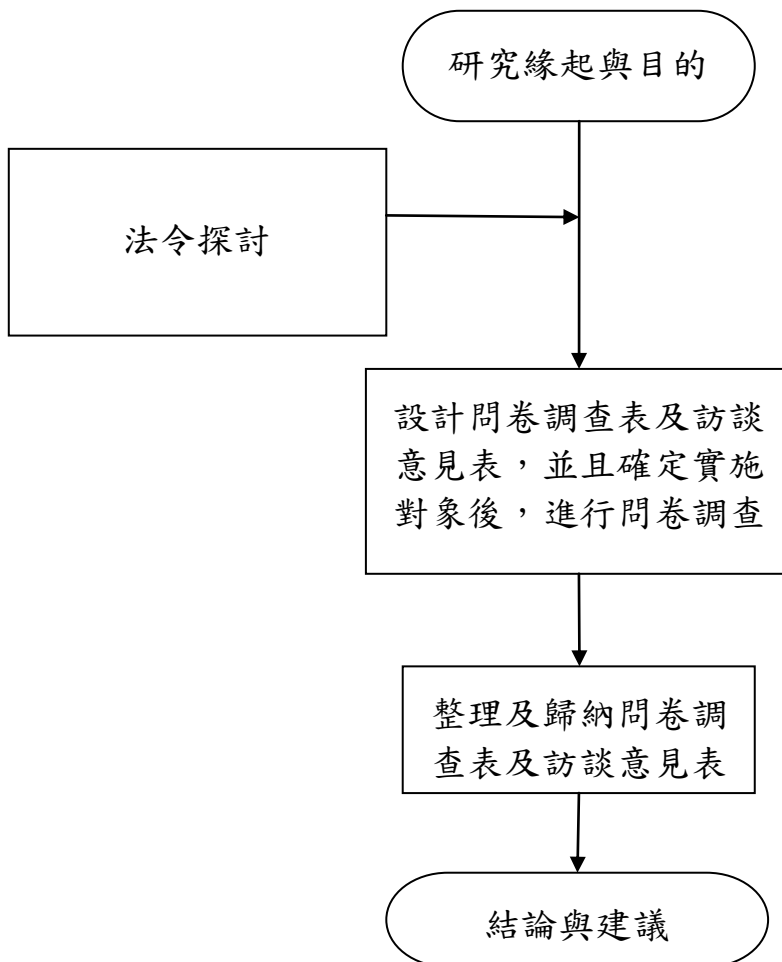 研究緣起與目的
法令探討
設計問卷調查表及訪談
意見表，並且確定實施
對象後，進行問卷調查
整理及歸納問卷調
查表及訪談意見表
結論與建議